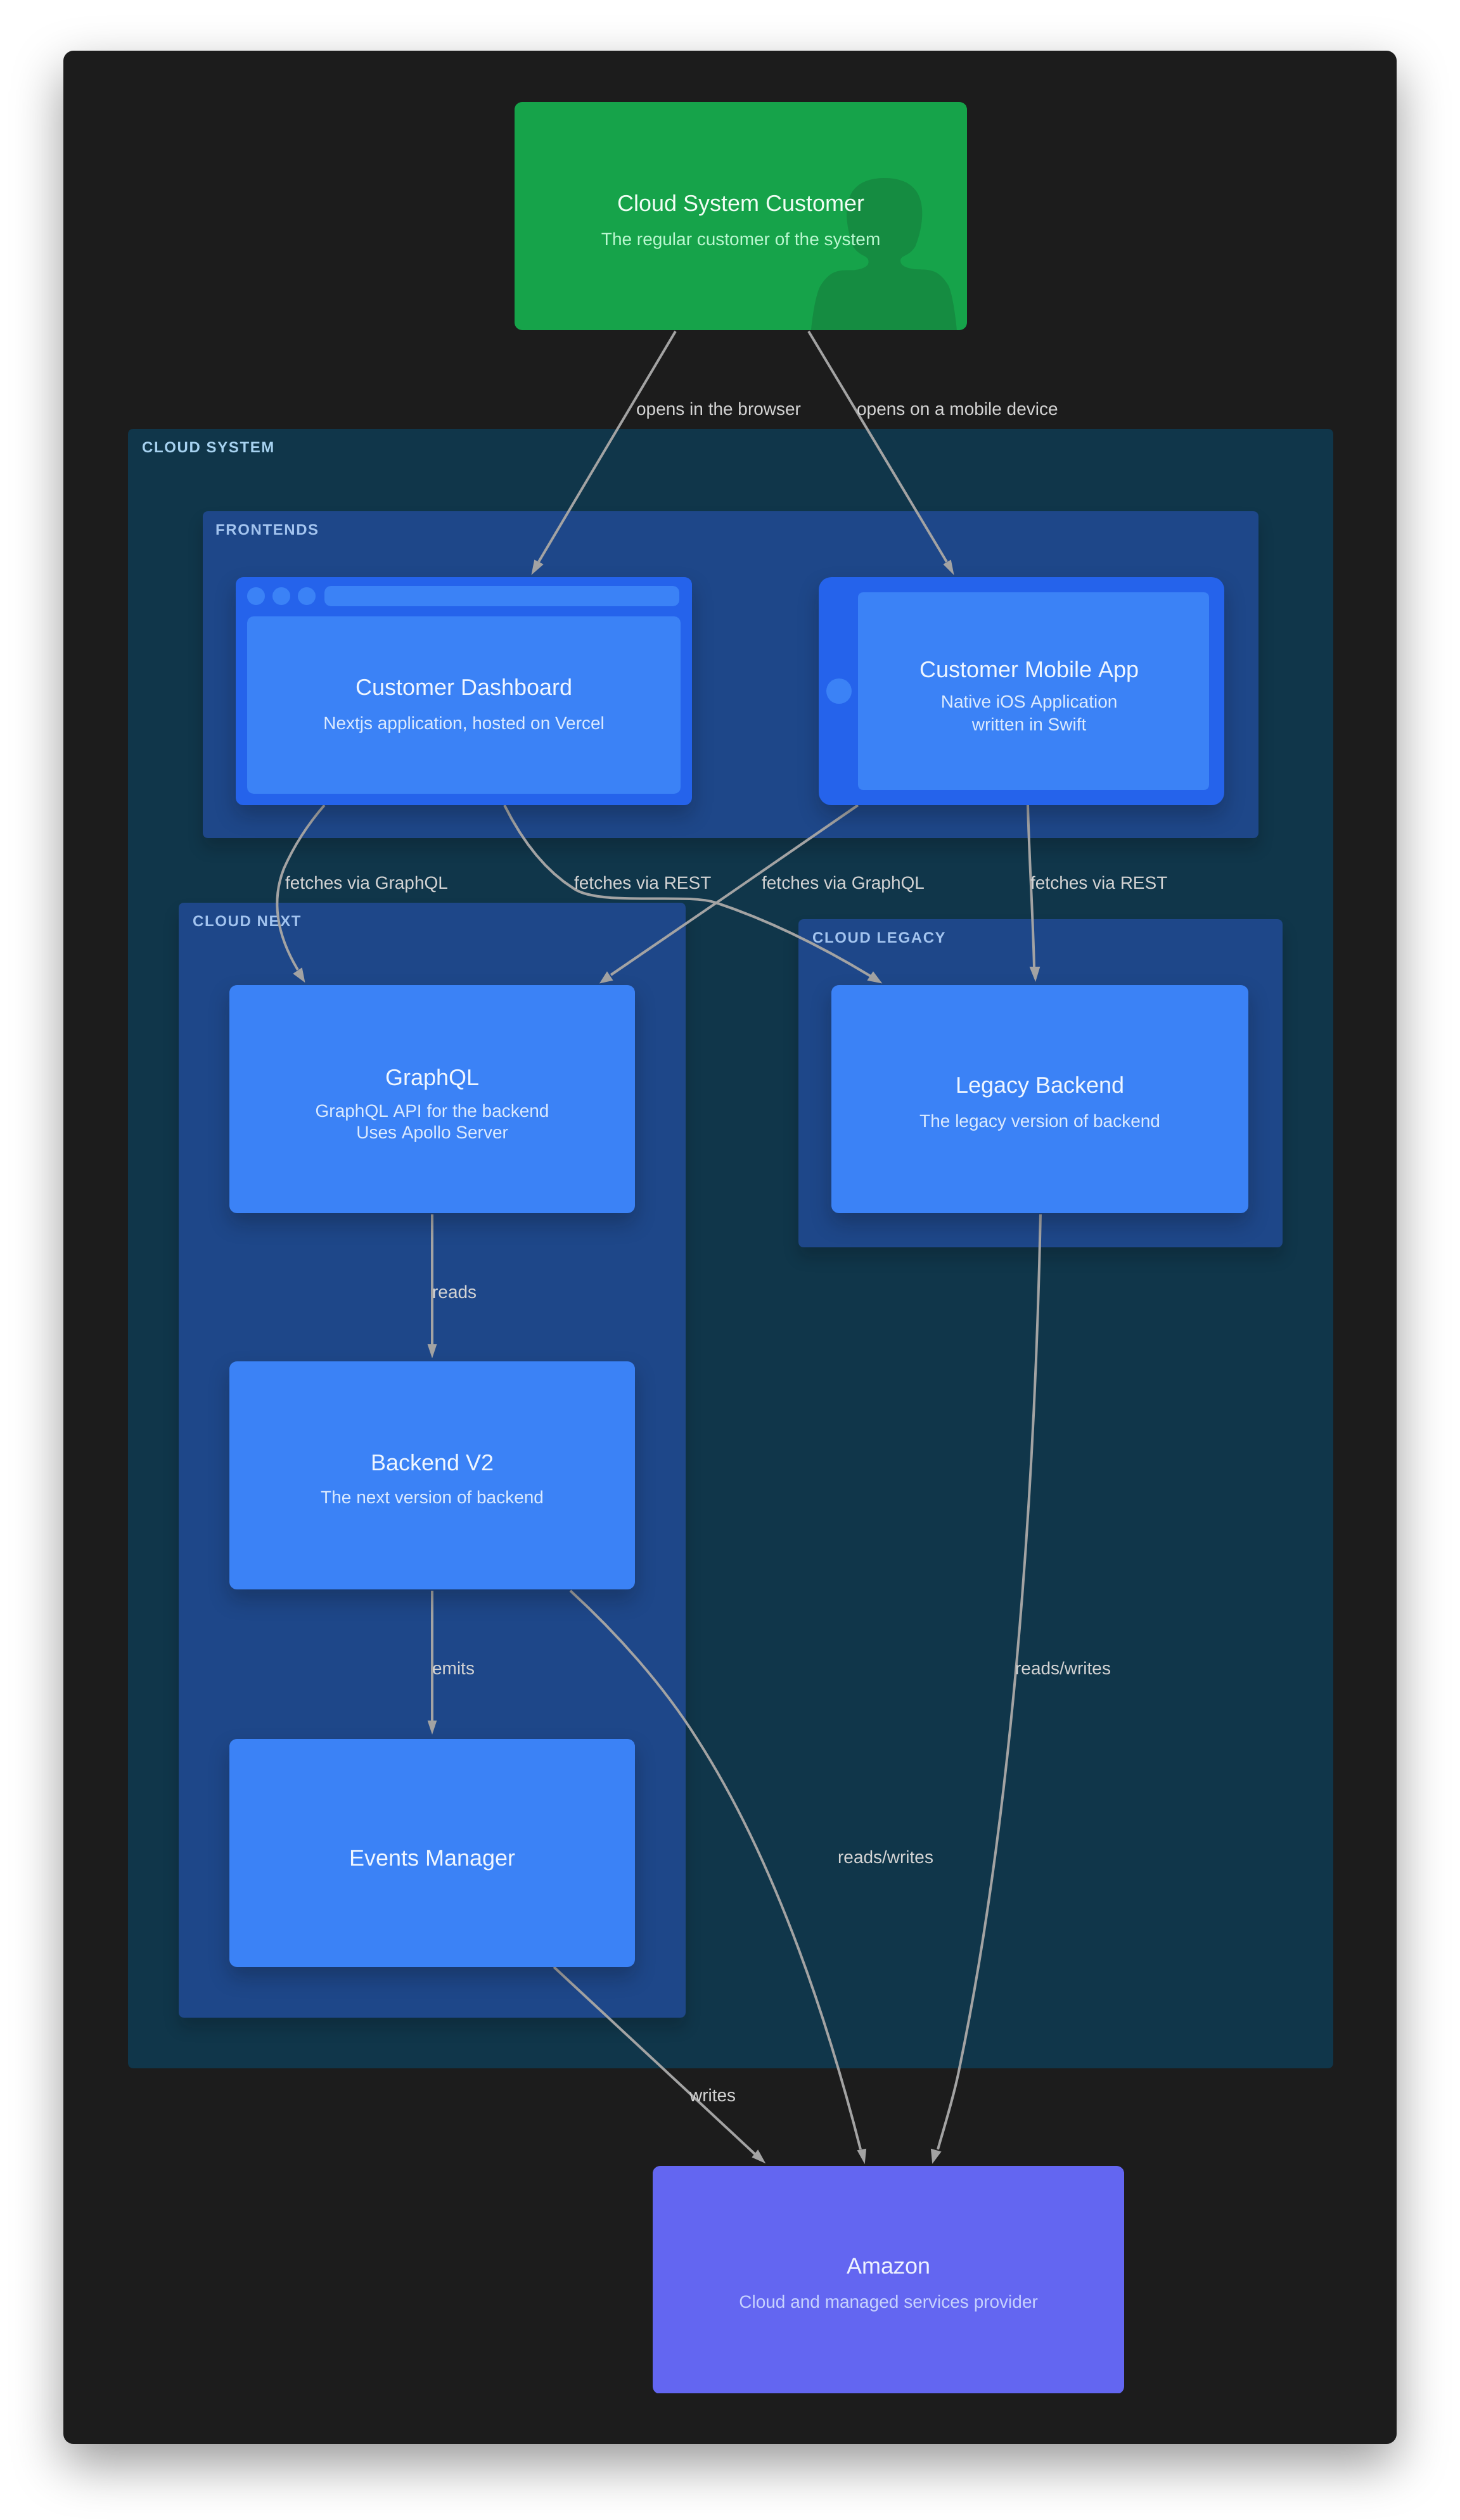 Cloud System Customer
The regular customer of the system
opens in the browser
opens on a mobile device
CLOUD SYSTEM
FRONTENDS
Customer Dashboard
Nextjs application, hosted on Vercel
Customer Mobile App
Native iOS Application
written in Swift
fetches via GraphQL
fetches via REST
fetches via GraphQL
fetches via REST
CLOUD NEXT
CLOUD LEGACY
GraphQL
GraphQL API for the backend
Uses Apollo Server
Legacy Backend
The legacy version of backend
reads
Backend V2
The next version of backend
emits
reads/writes
Events Manager
reads/writes
writes
Amazon
Cloud and managed services provider